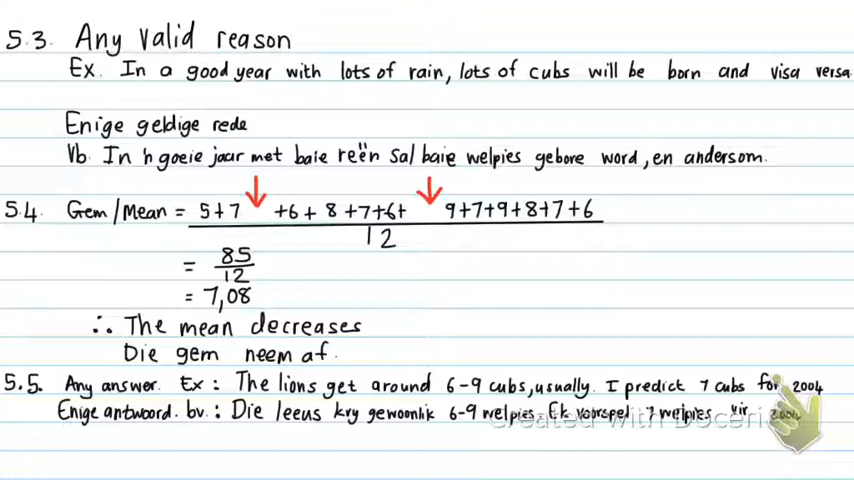 5.3. Any valid reason
Ex. In a good year with lots of rain, lots of cubs will be born and visa versa.
Enige geldige rede
Vb. In 'n goeie jaar met baie reën sal baie welpies gebore word, en andersom.
5.4. Gem/Mean = 5+7 +6+ 8 +7+6+ 9+7+9+8+7+6
12
= 85
12
= 7,08
∴ The mean decreases
Die gem neem af.
5.5. Any answer. Ex: The lions get around 6-9 cubs, usually. I predict 7 cubs for 2004
Enige antwoord. bv.: Die leeus kry gewoonlik 6-9 welpies. Ek voorspel 7 welpies vir 2004
Created with Doceri